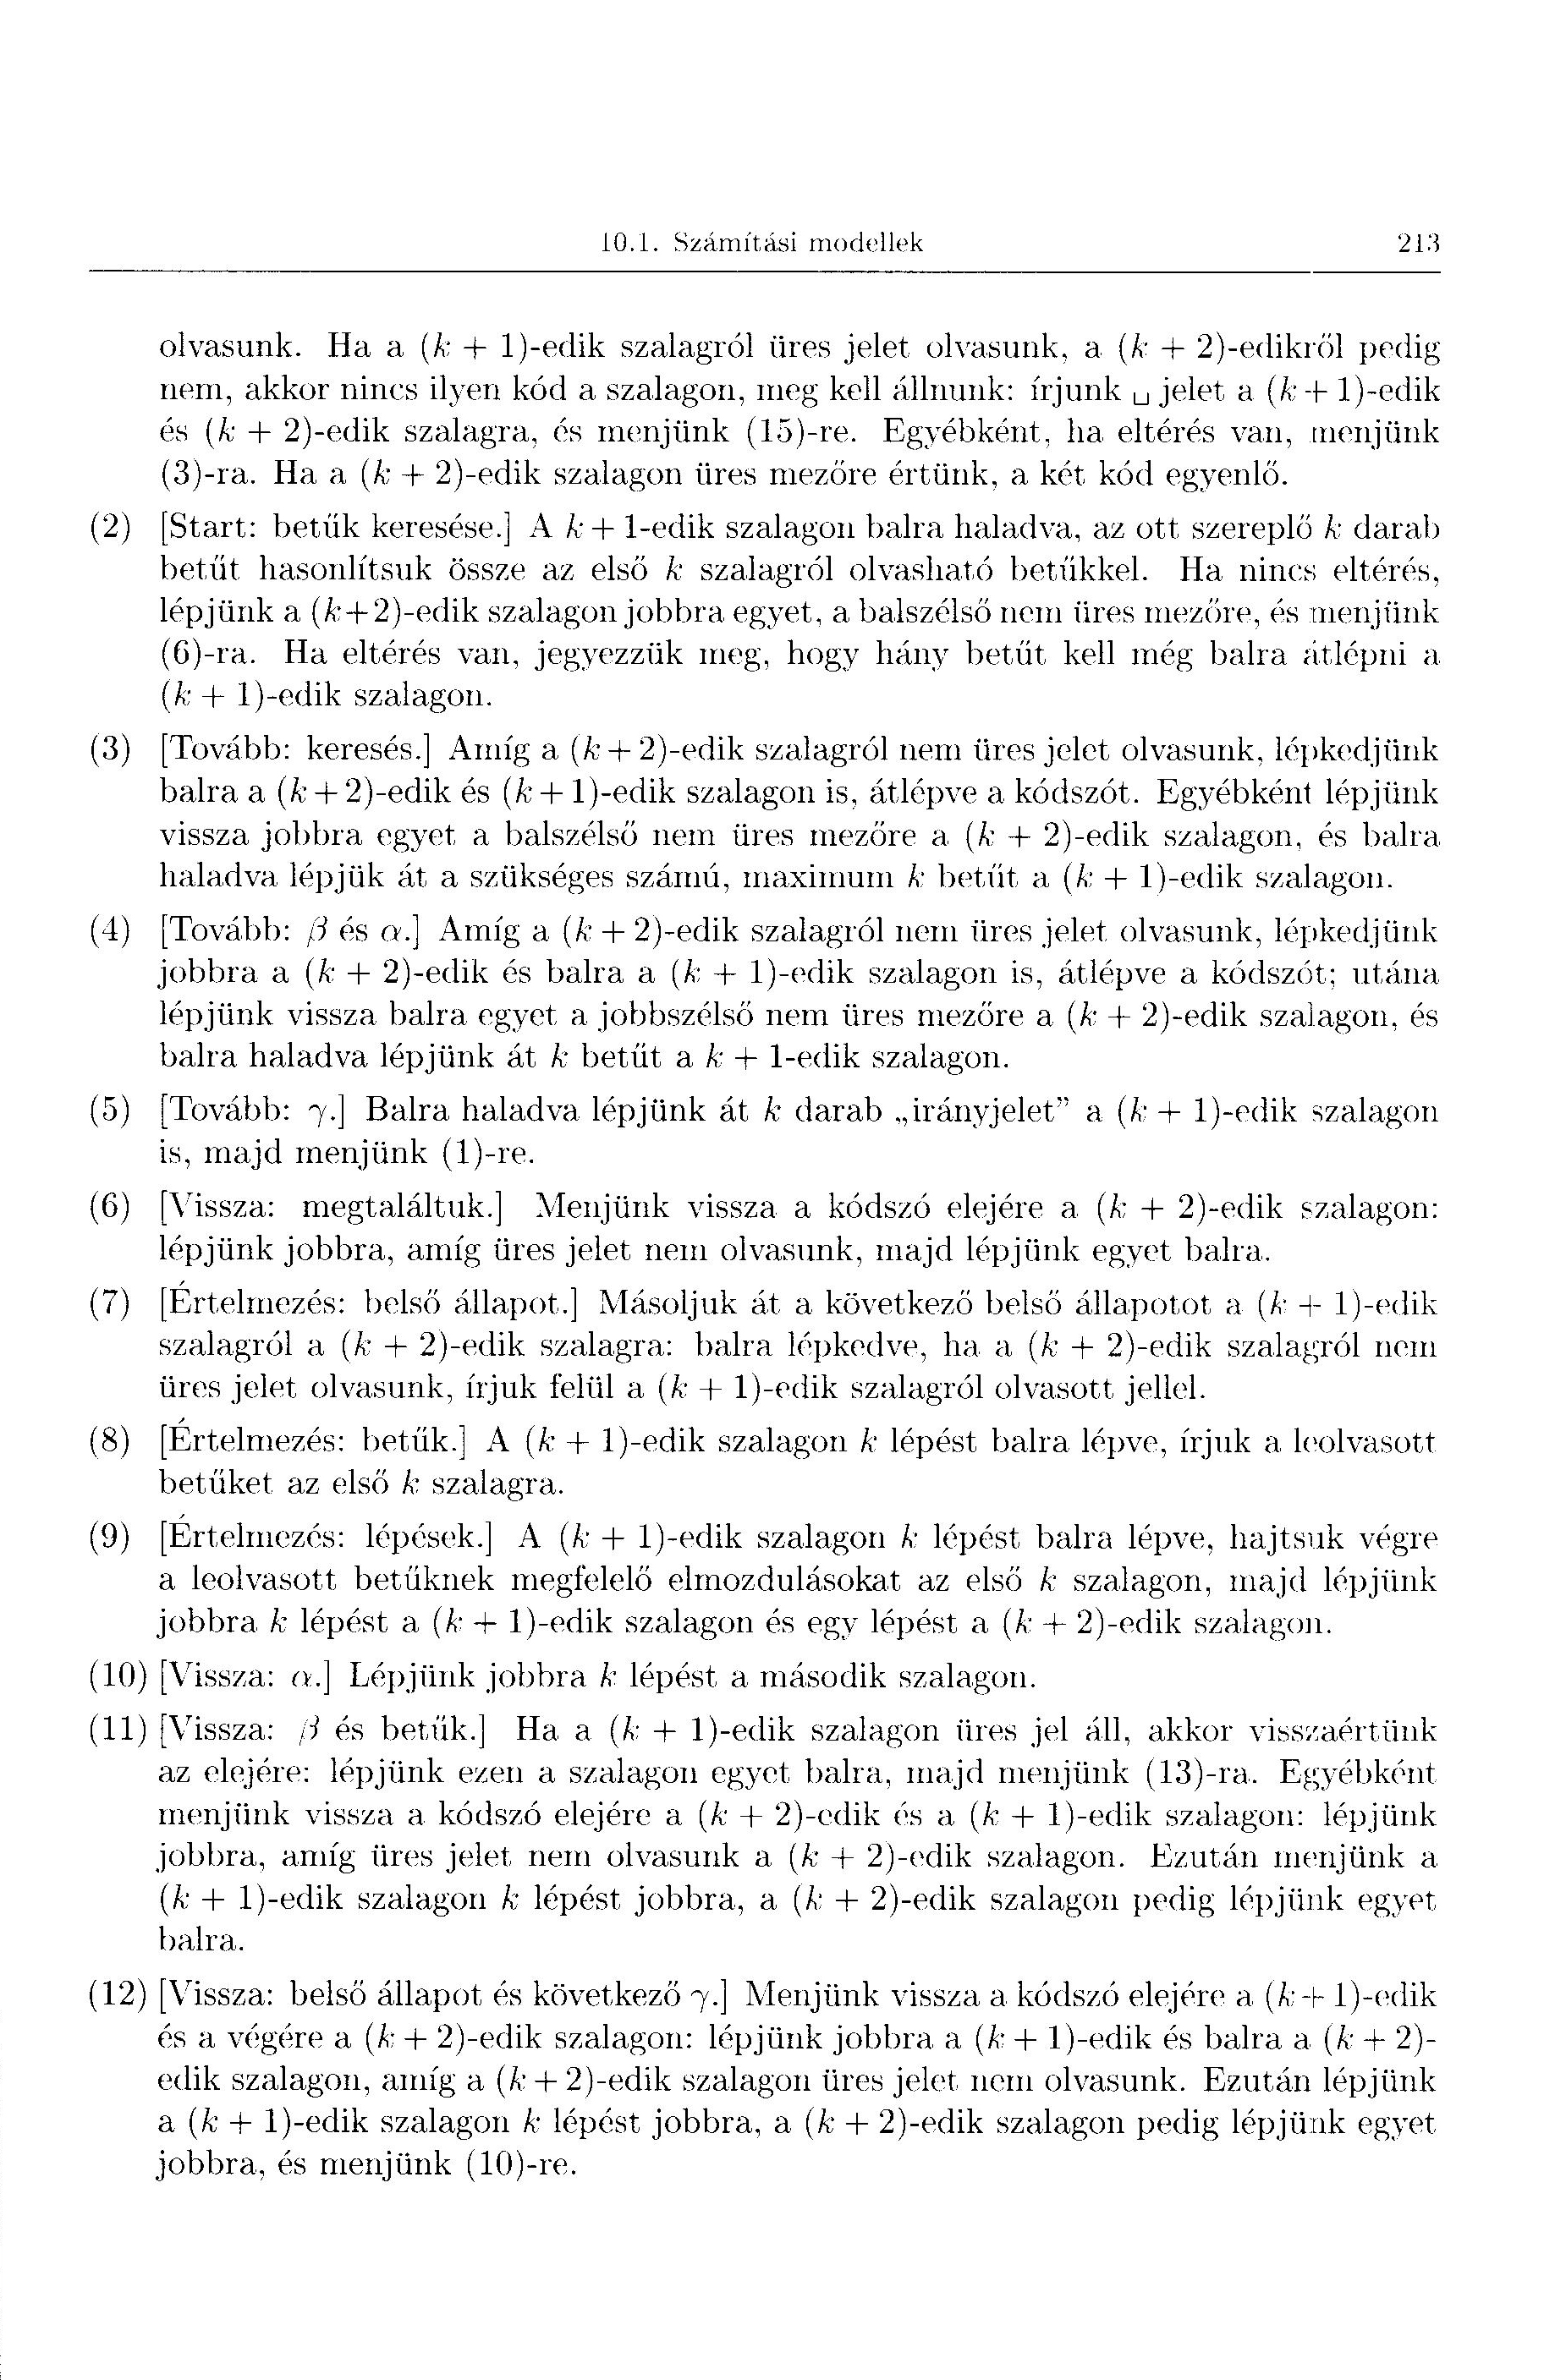 10.1. Számítási modellek 213
olvasunk. Ha a (k + 1)-edik szalagról üres jelet olvasunk, a (k + 2)-edikről pedig
nem, akkor nincs ilyen kód a szalagon, meg kell állnunk: írjunk ␣ jelet a (k + 1)-edik
és (k + 2)-edik szalagra, és menjünk (15)-re. Egyébként, ha eltérés van, menjünk
(3)-ra. Ha a (k + 2)-edik szalagon üres mezőre értünk, a két kód egyenlő.
(2) [Start: betűk keresése.] A k + 1-edik szalagon balra haladva, az ott szereplő k darab
betűt hasonlítsuk össze az első k szalagról olvasható betűkkel. Ha nincs eltérés,
lépjünk a (k+2)-edik szalagon jobbra egyet, a balszélső nem üres mezőre, és menjünk
(6)-ra. Ha eltérés van, jegyezzük meg, hogy hány betűt kell még balra átlépni a
(k + 1)-edik szalagon.
(3) [Tovább: keresés.] Amíg a (k + 2)-edik szalagról nem üres jelet olvasunk, lépkedjünk
balra a (k + 2)-edik és (k + 1)-edik szalagon is, átlépve a kódszót. Egyébként lépjünk
vissza jobbra egyet a balszélső nem üres mezőre a (k + 2)-edik szalagon, és balra
haladva lépjük át a szükséges számú, maximum k betűt a (k + 1)-edik szalagon.
(4) [Tovább: β és α.] Amíg a (k + 2)-edik szalagról nem üres jelet olvasunk, lépkedjünk
jobbra a (k + 2)-edik és balra a (k + 1)-edik szalagon is, átlépve a kódszót; utána
lépjünk vissza balra egyet a jobbszélső nem üres mezőre a (k + 2)-edik szalagon, és
balra haladva lépjünk át k betűt a k + 1-edik szalagon.
(5) [Tovább: γ.] Balra haladva lépjünk át k darab „irányjelet” a (k + 1)-edik szalagon
is, majd menjünk (1)-re.
(6) [Vissza: megtaláltuk.] Menjünk vissza a kódszó elejére a (k + 2)-edik szalagon:
lépjünk jobbra, amíg üres jelet nem olvasunk, majd lépjünk egyet balra.
(7) [Értelmezés: belső állapot.] Másoljuk át a következő belső állapotot a (k + 1)-edik
szalagról a (k + 2)-edik szalagra: balra lépkedve, ha a (k + 2)-edik szalagról nem
üres jelet olvasunk, írjuk felül a (k + 1)-edik szalagról olvasott jellel.
(8) [Értelmezés: betűk.] A (k + 1)-edik szalagon k lépést balra lépve, írjuk a leolvasott
betűket az első k szalagra.
(9) [Értelmezés: lépések.] A (k + 1)-edik szalagon k lépést balra lépve, hajtsuk végre
a leolvasott betűknek megfelelő elmozdulásokat az első k szalagon, majd lépjünk
jobbra k lépést a (k + 1)-edik szalagon és egy lépést a (k + 2)-edik szalagon.
(10) [Vissza: α.] Lépjünk jobbra k lépést a második szalagon.
(11) [Vissza: β és betűk.] Ha a (k + 1)-edik szalagon üres jel áll, akkor visszaértünk
az elejére: lépjünk ezen a szalagon egyet balra, majd menjünk (13)-ra. Egyébként
menjünk vissza a kódszó elejére a (k + 2)-edik és a (k + 1)-edik szalagon: lépjünk
jobbra, amíg üres jelet nem olvasunk a (k + 2)-edik szalagon. Ezután menjünk a
(k + 1)-edik szalagon k lépést jobbra, a (k + 2)-edik szalagon pedig lépjünk egyet
balra.
(12) [Vissza: belső állapot és következő γ.] Menjünk vissza a kódszó elejére a (k + 1)-edik
és a végére a (k + 2)-edik szalagon: lépjünk jobbra a (k + 1)-edik és balra a (k + 2)-
edik szalagon, amíg a (k + 2)-edik szalagon üres jelet nem olvasunk. Ezután lépjünk
a (k + 1)-edik szalagon k lépést jobbra, a (k + 2)-edik szalagon pedig lépjünk egyet
jobbra, és menjünk (10)-re.